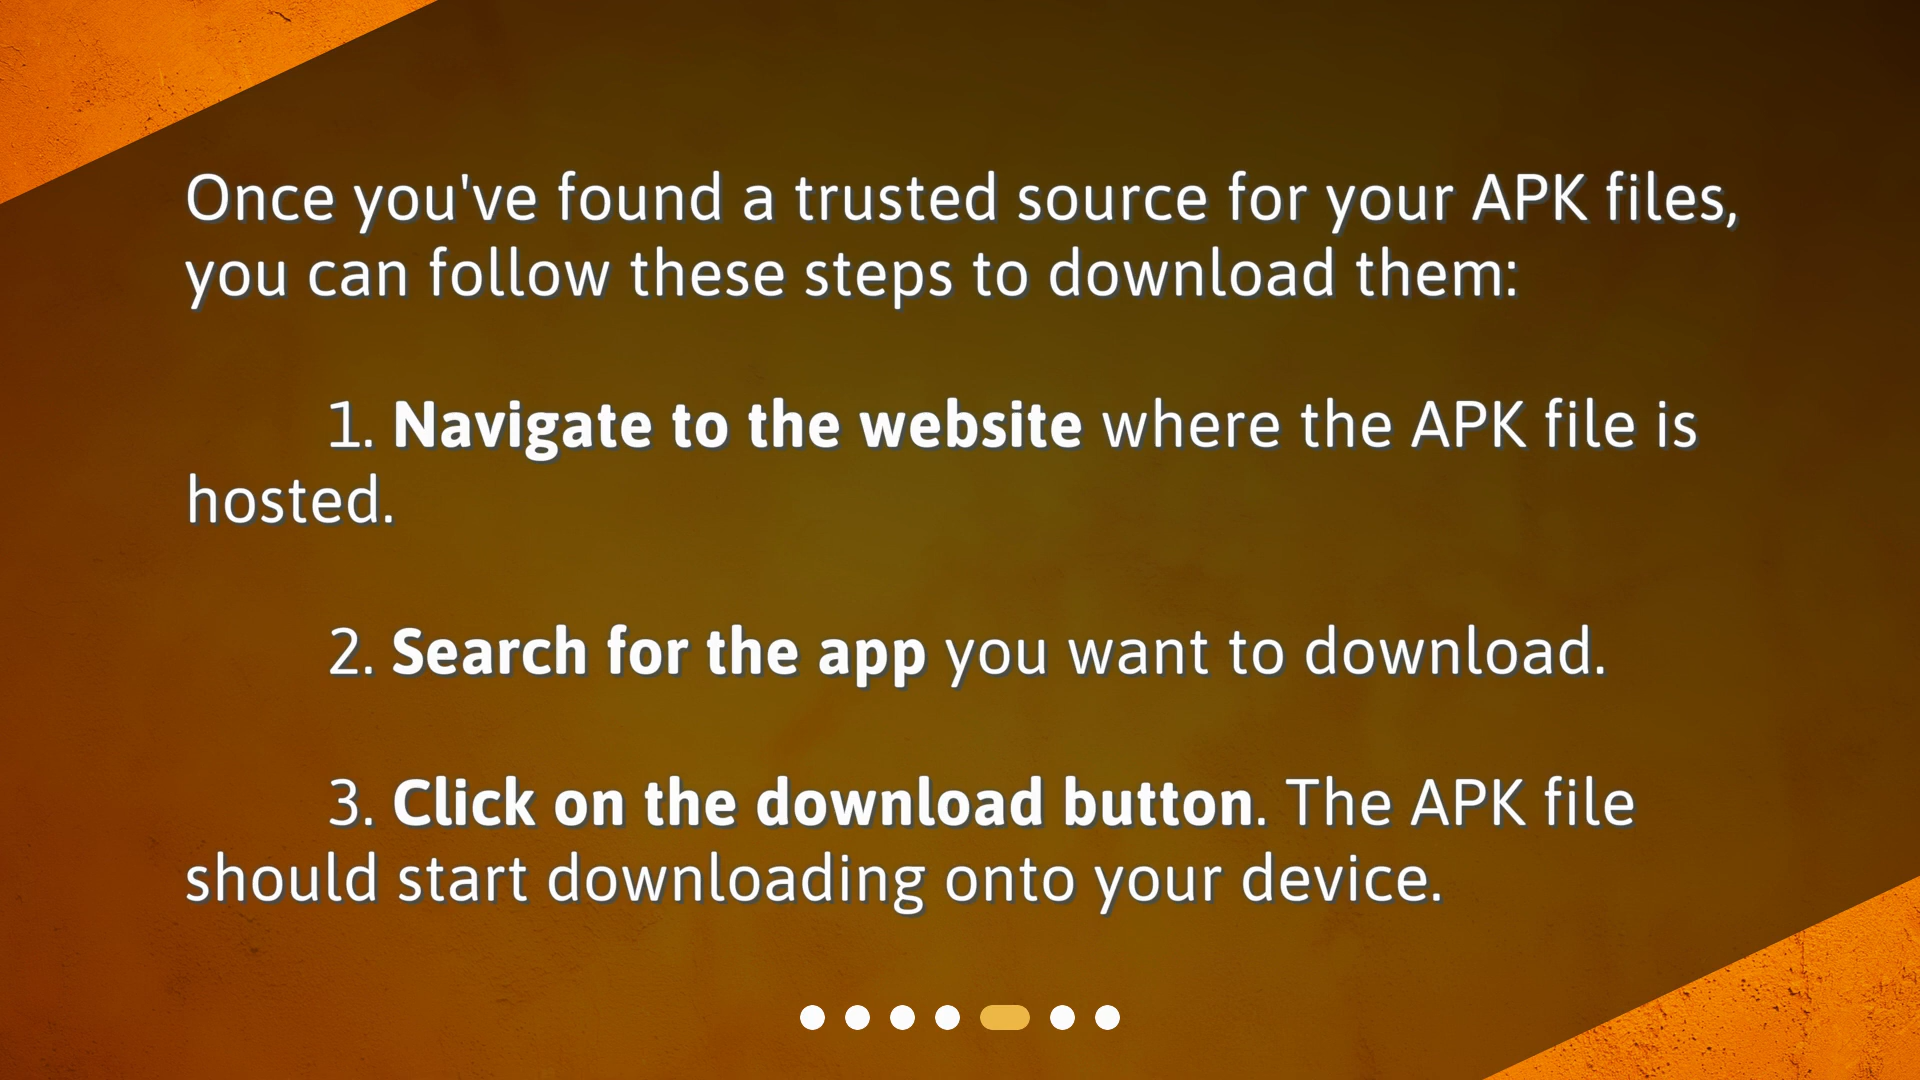 Once you've found a trusted source for your APK files,
you can follow these steps to download them:
1. Navigate to the website where the APK file is
hosted.
2. Search for the app you want to download.
3. Click on the download button. The APK file
should start downloading onto your device.